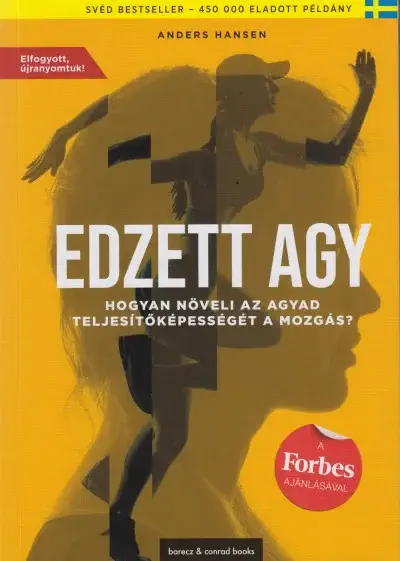 SVÉD BESTSELLER – 450 000 ELADOTT PÉLDÁNY
ANDERS HANSEN
Elfogyott,
újranyomtuk!
EDZETT AGY
HOGYAN NÖVELI AZ AGYAD
TELJESÍTŐKÉPESSÉGÉT A MOZGÁS?
A
Forbes
AJÁNLÁSÁVAL
barecz & conrad books